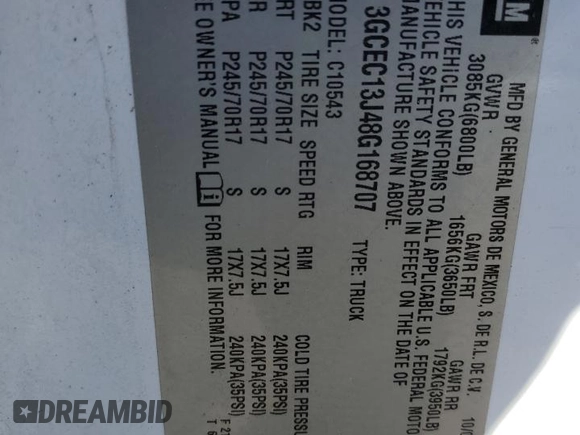 GM
MFD BY GENERAL MOTORS DE MEXICO, S. DE R.L. DE C.V. 10/0
GVWR GAWR FRT GAWR RR
3085KG(6800LB) 1656KG(3650LB) 1792KG(3950LB)
THIS VEHICLE CONFORMS TO ALL APPLICABLE U.S. FEDERAL MOTO
VEHICLE SAFETY STANDARDS IN EFFECT ON THE DATE OF
MANUFACTURE SHOWN ABOVE.
3GCEC13J48G168707 TYPE: TRUCK
MODEL: C10543
BK2 TIRE SIZE SPEED RTG RIM COLD TIRE PRESSU
RT P245/70R17 S 17X7.5J 240KPA(35PSI)
R P245/70R17 S 17X7.5J 240KPA(35PSI)
PA P245/70R17 S 17X7.5J 240KPA(35PSI)
E OWNER'S MANUAL i FOR MORE INFORMATION.
DREAMBID